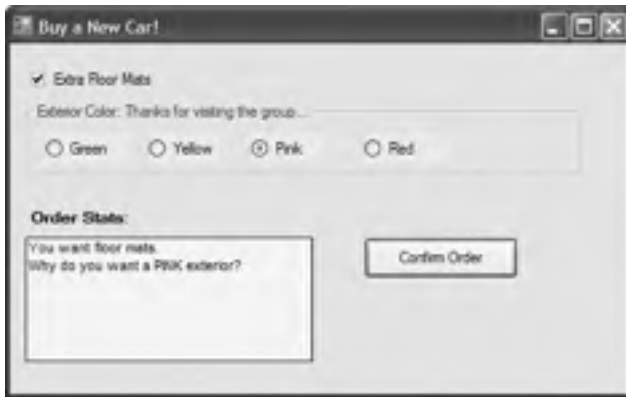 Buy a New Car!
Extra Floor Mats
Exterior Color: Thanks for visiting the group...
Green Yellow Pink Red
Order Stats:
You want floor mats.
Why do you want a PINK exterior?
Confirm Order